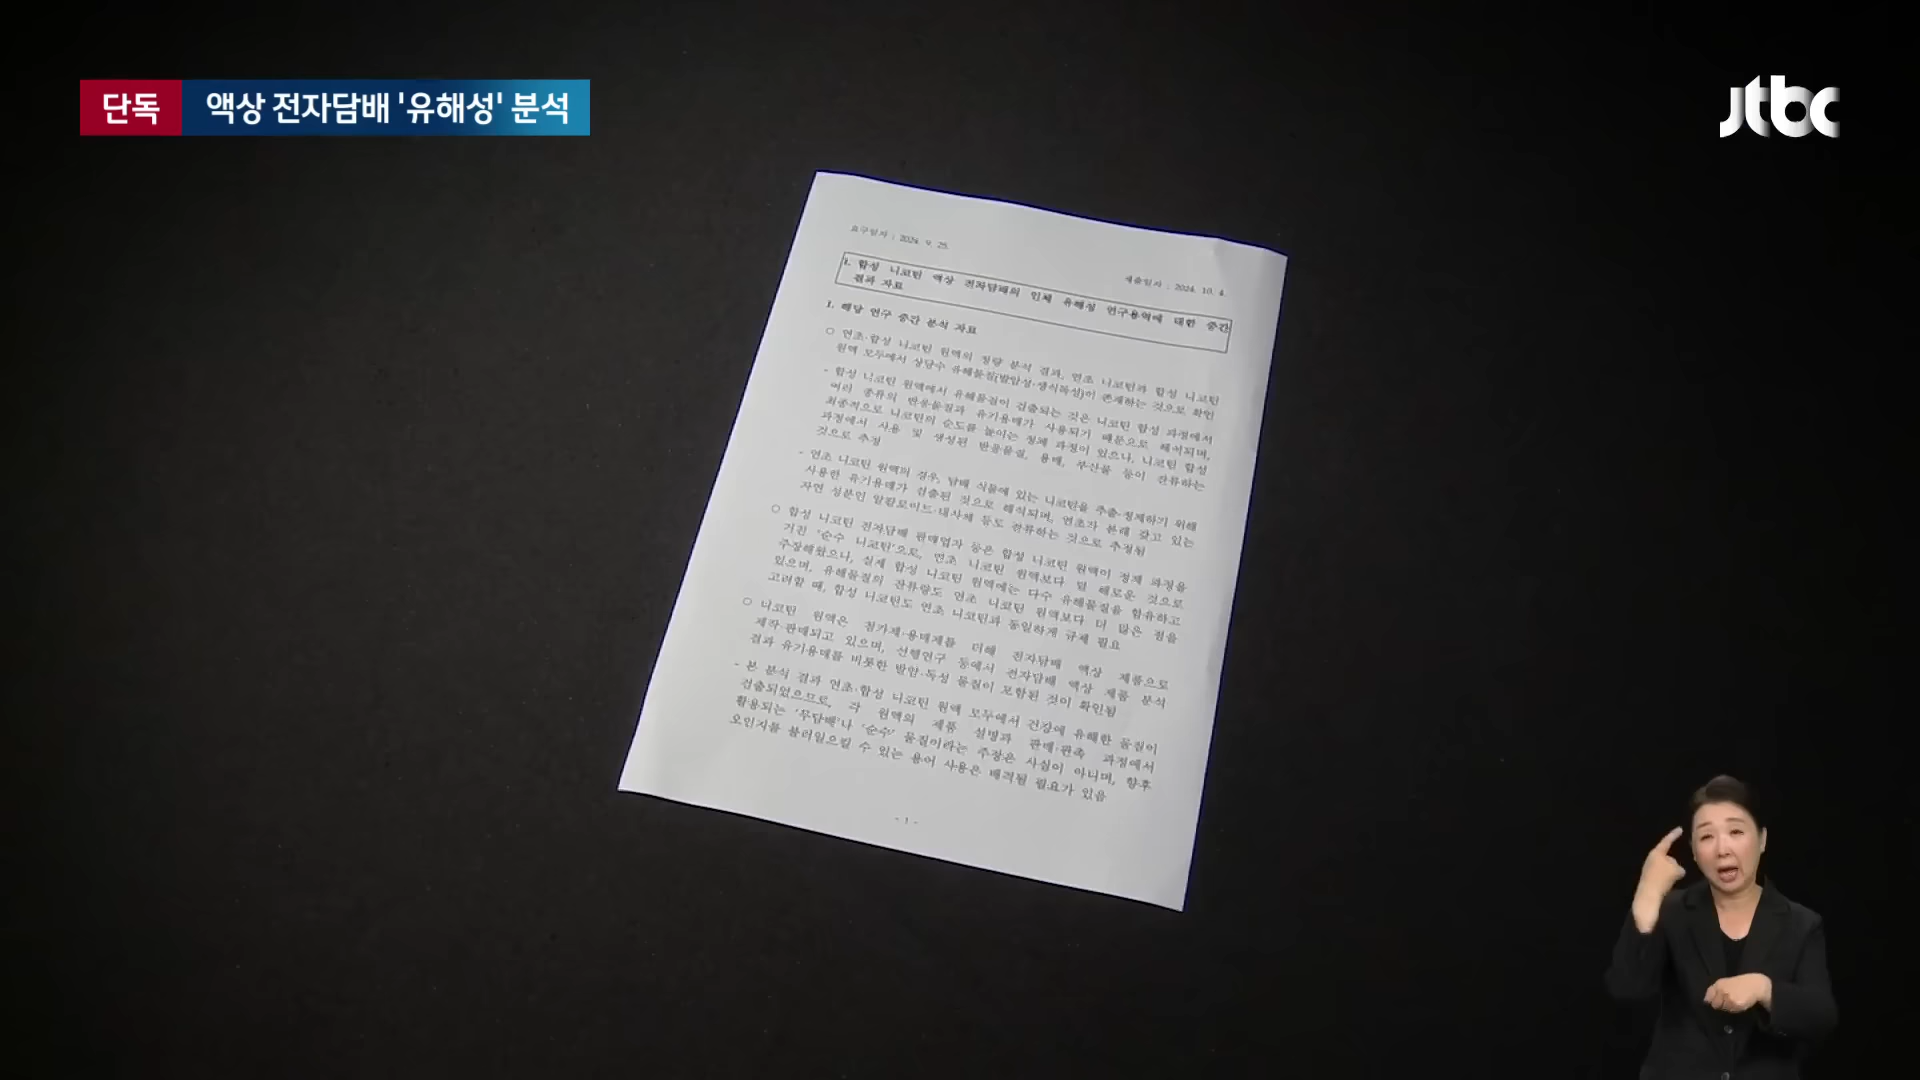 단독
액상 전자담배 '유해성' 분석
jtbc
요구일자 : 2024. 9. 25.
제출일자 : 2024. 10. 4.
1. 합성 니코틴 액상 전자담배의 인체 유해성 연구용역에 대한 중간
결과 자료
1. 해당 연구 중간 분석 자료
○ 연초·합성 니코틴 원액의 정량 분석 결과, 연초 니코틴과 합성 니코틴
원액 모두에서 상당수 유해물질(발암성·생식독성)이 존재하는 것으로 확인
- 합성 니코틴 원액에서 유해물질이 검출되는 것은 니코틴 합성 과정에서
여러 종류의 반응물질과 유기용매가 사용되기 때문으로 해석되며,
최종적으로 니코틴의 순도를 높이는 정제 과정이 있으나, 니코틴 합성
과정에서 사용 및 생성된 반응물질, 용매, 부산물 등이 잔류하는
것으로 추정
- 연초 니코틴 원액의 경우, 담배 식물에 있는 니코틴을 추출·정제하기 위해
사용한 유기용매가 검출된 것으로 해석되며, 연초가 본래 갖고 있는
자연 성분인 알칼로이드·대사체 등도 잔류하는 것으로 추정됨
○ 합성 니코틴 전자담배 판매업자 등은 합성 니코틴 원액이 정제 과정을
거친 '순수 니코틴'으로, 연초 니코틴 원액보다 덜 해로운 것으로
주장해왔으나, 실제 합성 니코틴 원액에는 다수 유해물질을 함유하고
있으며, 유해물질의 잔류량도 연초 니코틴 원액보다 더 많은 점을
고려할 때, 합성 니코틴도 연초 니코틴과 동일하게 규제 필요
○ 니코틴 원액은 첨가제·용매제를 더해 전자담배 액상 제품으로
제작·판매되고 있으며, 선행연구 등에서 전자담배 액상 제품 분석
결과 유기용매를 비롯한 발암·독성 물질이 포함된 것이 확인됨
- 본 분석 결과 연초·합성 니코틴 원액 모두에서 건강에 유해한 물질이
검출되었으므로, 각 원액의 제품 설명과 판매·판촉 과정에서
활용되는 '무담배'나 '순수' 물질이라는 주장은 사실이 아니며, 향후
오인지를 불러일으킬 수 있는 용어 사용은 배격될 필요가 있음
- 1 -